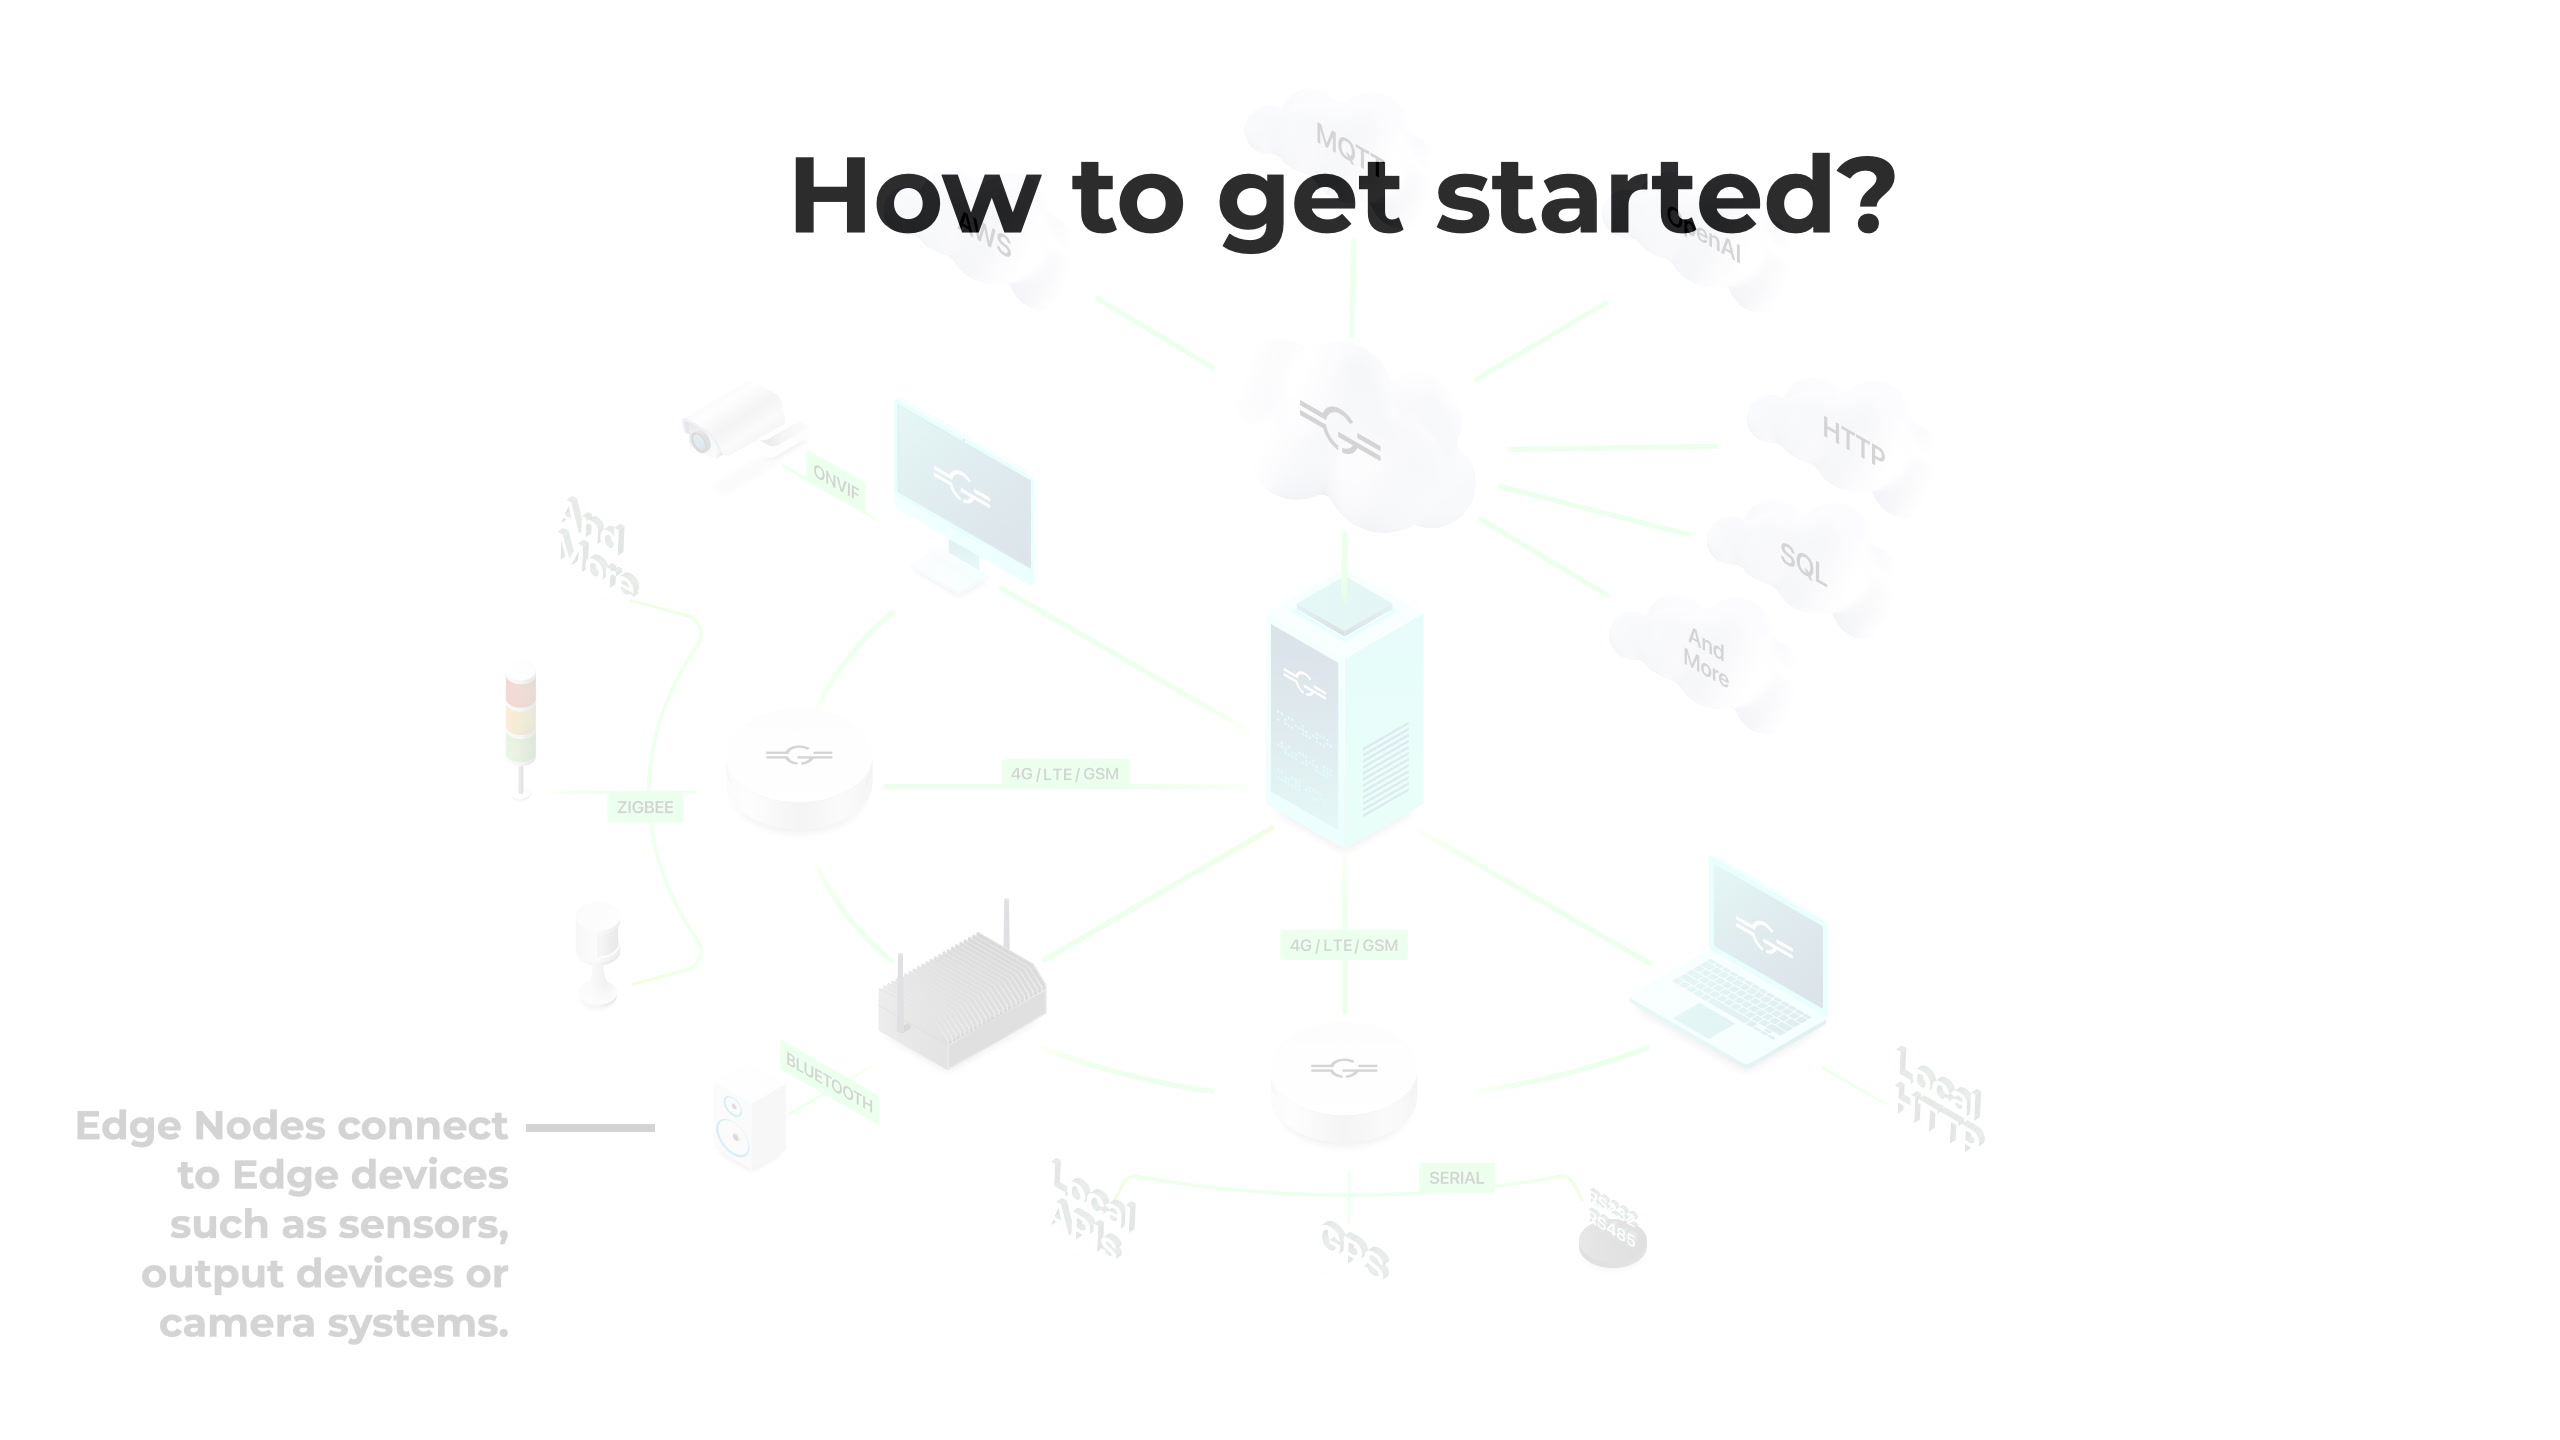 How to get started?
MQTT
AWS
OpenAI
HTTP
SQL
And
More
ONVIF
And
More
4G / LTE / GSM
ZIGBEE
4G / LTE / GSM
BLUETOOTH
Local
HTTP
SERIAL
Local
APIs
GPS
RS232
RS485
Edge Nodes connect
to Edge devices
such as sensors,
output devices or
camera systems.